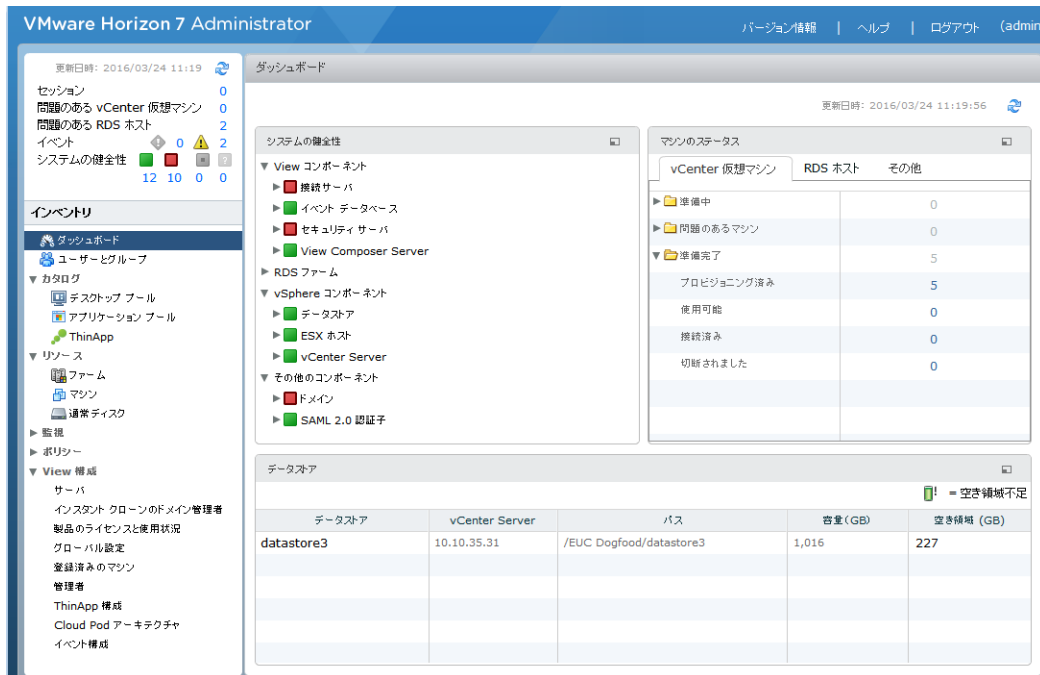 VMware Horizon 7 Administrator
バージョン情報 | ヘルプ | ログアウト (admin
更新日時: 2016/03/24 11:19
セッション 0
問題のある vCenter 仮想マシン 0
問題のある RDS ホスト 2
イベント 0 2
システムの健全性
12 10 0 0
インベントリ
ダッシュボード
ユーザーとグループ
カタログ
デスクトップ プール
アプリケーション プール
ThinApp
リソース
ファーム
マシン
通常ディスク
監視
ポリシー
View 構成
サーバ
インスタント クローンのドメイン管理者
製品のライセンスと使用状況
グローバル設定
登録済みのマシン
管理者
ThinApp 構成
Cloud Pod アーキテクチャ
イベント構成
ダッシュボード
更新日時: 2016/03/24 11:19:56
システムの健全性
View コンポーネント
接続サーバ
イベント データベース
セキュリティ サーバ
View Composer Server
RDS ファーム
vSphere コンポーネント
データストア
ESX ホスト
vCenter Server
その他のコンポーネント
ドメイン
SAML 2.0 認証子
マシンのステータス
vCenter 仮想マシン RDS ホスト その他
準備中 0
問題のあるマシン 0
準備完了 5
プロビジョニング済み 5
使用可能 0
接続済み 0
切断されました 0
データストア
! = 空き領域不足
データストア vCenter Server パス 容量(GB) 空き領域 (GB)
datastore3 10.10.35.31 /EUC Dogfood/datastore3 1,016 227